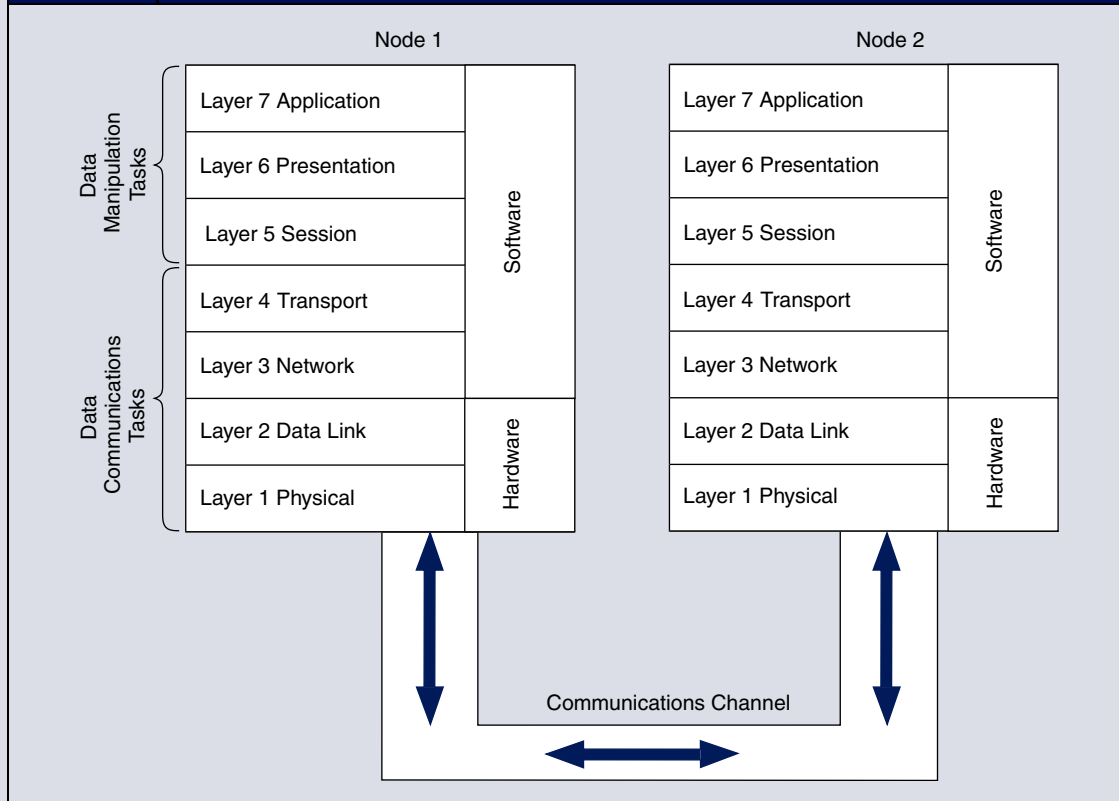 Node 1
Node 2
Data
Manipulation
Tasks
Data
Communications
Tasks
Layer 7 Application
Layer 6 Presentation
Layer 5 Session
Layer 4 Transport
Layer 3 Network
Layer 2 Data Link
Layer 1 Physical
Software
Hardware
Layer 7 Application
Layer 6 Presentation
Layer 5 Session
Layer 4 Transport
Layer 3 Network
Layer 2 Data Link
Layer 1 Physical
Software
Hardware
Communications Channel